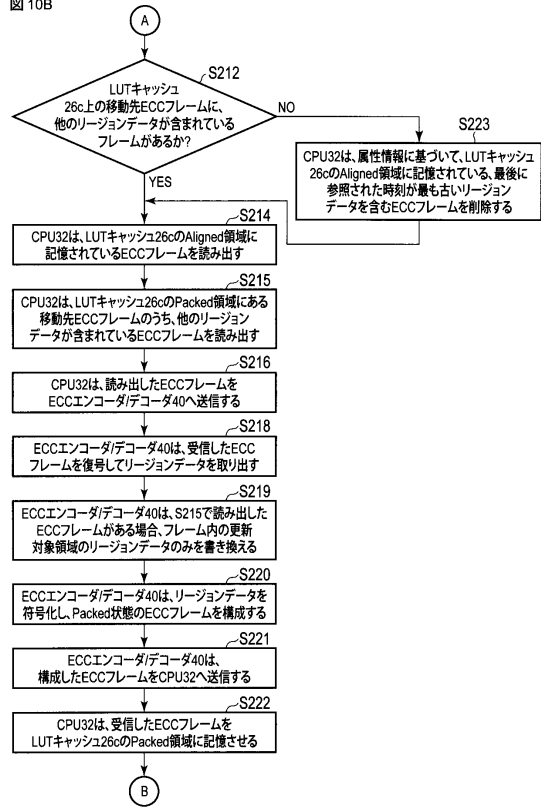 図 10B
A
S212
LUTキャッシュ
26c上の移動先ECCフレームに、
他のリージョンデータが含まれている
フレームがあるか?
NO
YES
S223
CPU32は、属性情報に基づいて、LUTキャッシュ
26cのAligned領域に記憶されている、最後に
参照された時刻が最も古いリージョン
データを含むECCフレームを削除する
S214
CPU32は、LUTキャッシュ26cのAligned領域に
記憶されているECCフレームを読み出す
S215
CPU32は、LUTキャッシュ26cのPacked領域にある
移動先ECCフレームのうち、他のリージョン
データが含まれているECCフレームを読み出す
S216
CPU32は、読み出したECCフレームを
ECCエンコーダ/デコーダ40へ送信する
S218
ECCエンコーダ/デコーダ40は、受信したECC
フレームを復号してリージョンデータを取り出す
S219
ECCエンコーダ/デコーダ40は、S215で読み出した
ECCフレームがある場合、フレーム内の更新
対象領域のリージョンデータのみを書き換える
S220
ECCエンコーダ/デコーダ40は、リージョンデータを
符号化し、Packed状態のECCフレームを構成する
S221
ECCエンコーダ/デコーダ40は、
構成したECCフレームをCPU32へ送信する
S222
CPU32は、受信したECCフレームを
LUTキャッシュ26cのPacked領域に記憶させる
B